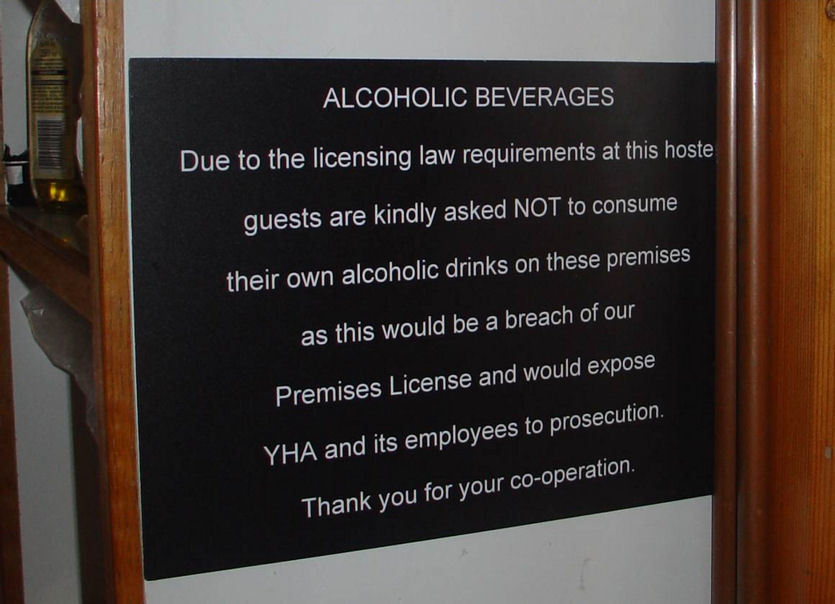 ALCOHOLIC BEVERAGES
Due to the licensing law requirements at this hoste
guests are kindly asked NOT to consume
their own alcoholic drinks on these premises
as this would be a breach of our
Premises License and would expose
YHA and its employees to prosecution.
Thank you for your co-operation.